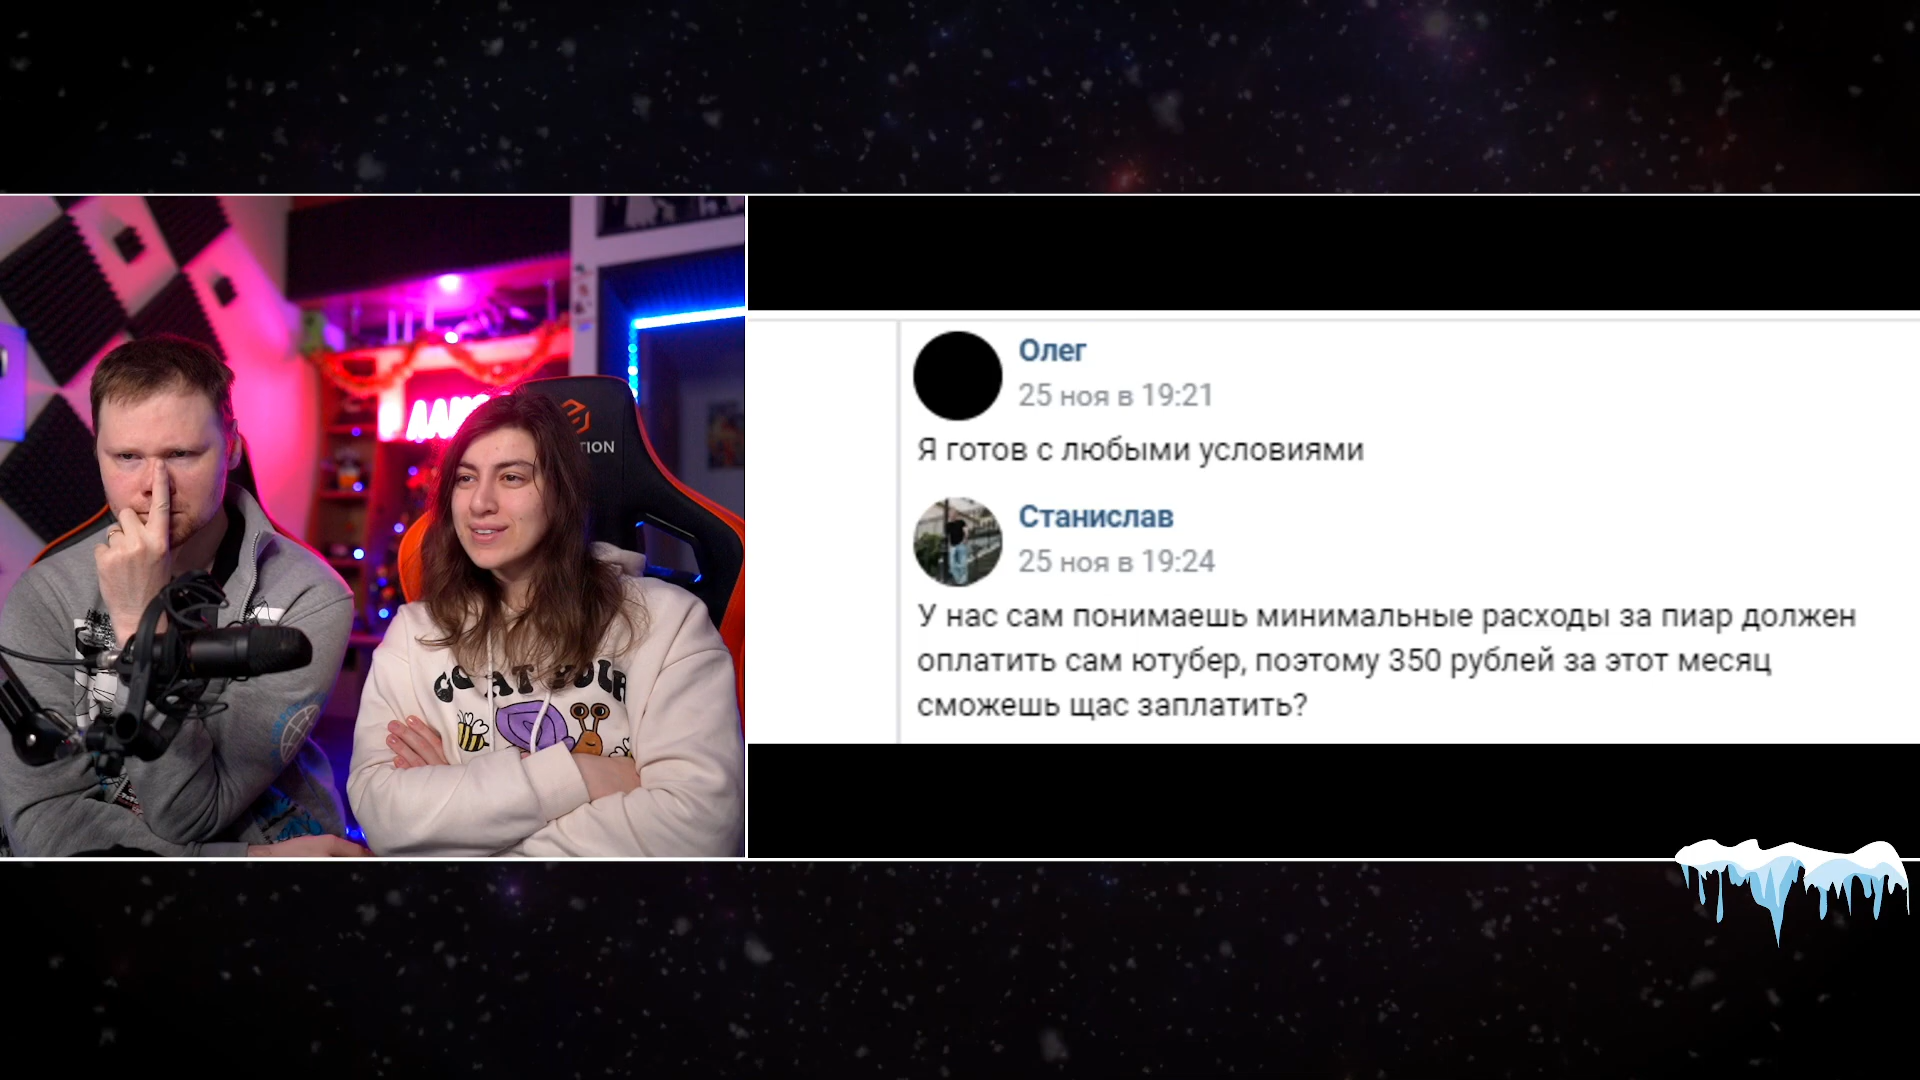 Олег
25 ноя в 19:21
Я готов с любыми условиями
Станислав
25 ноя в 19:24
У нас сам понимаешь минимальные расходы за пиар должен
оплатить сам ютубер, поэтому 350 рублей за этот месяц
сможешь щас заплатить?